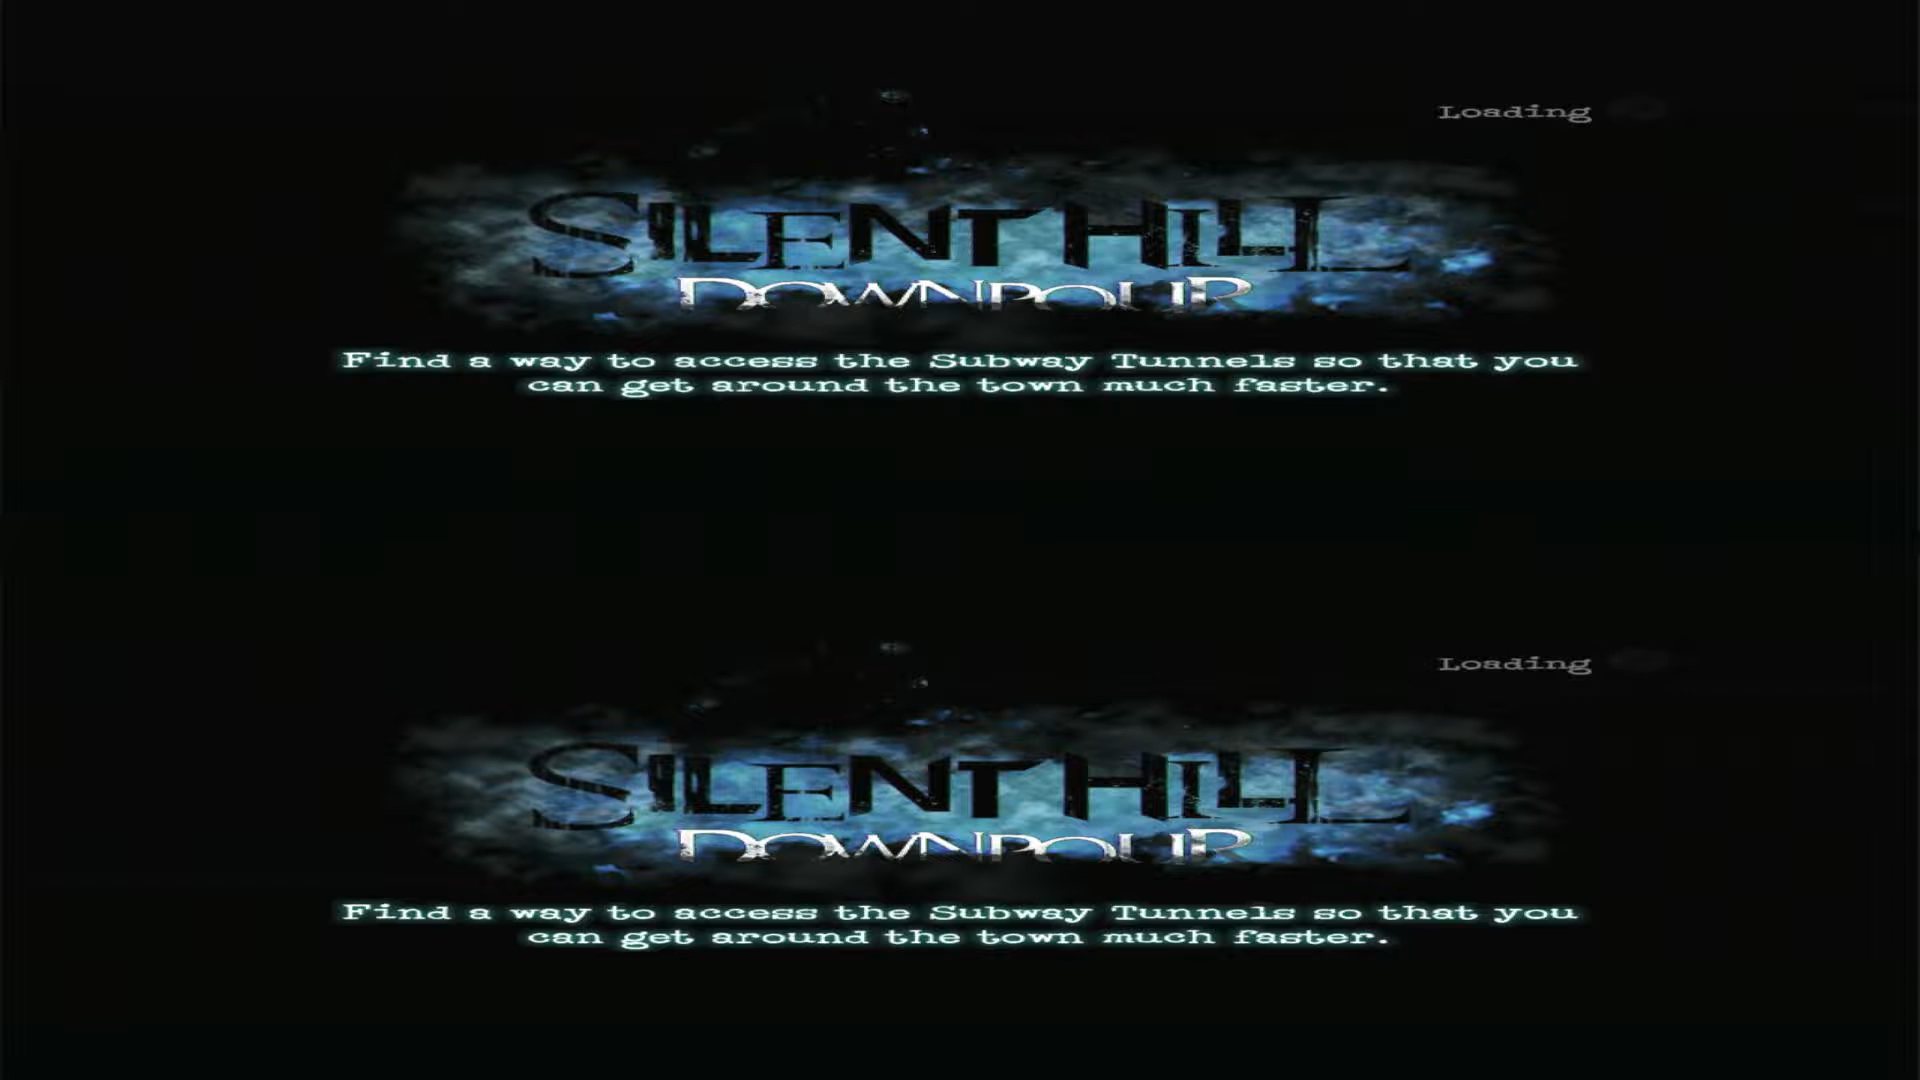 Loading
SILENT HILL
DOWNPOUR
Find a way to access the Subway Tunnels so that you
can get around the town much faster.
Loading
SILENT HILL
DOWNPOUR
Find a way to access the Subway Tunnels so that you
can get around the town much faster.